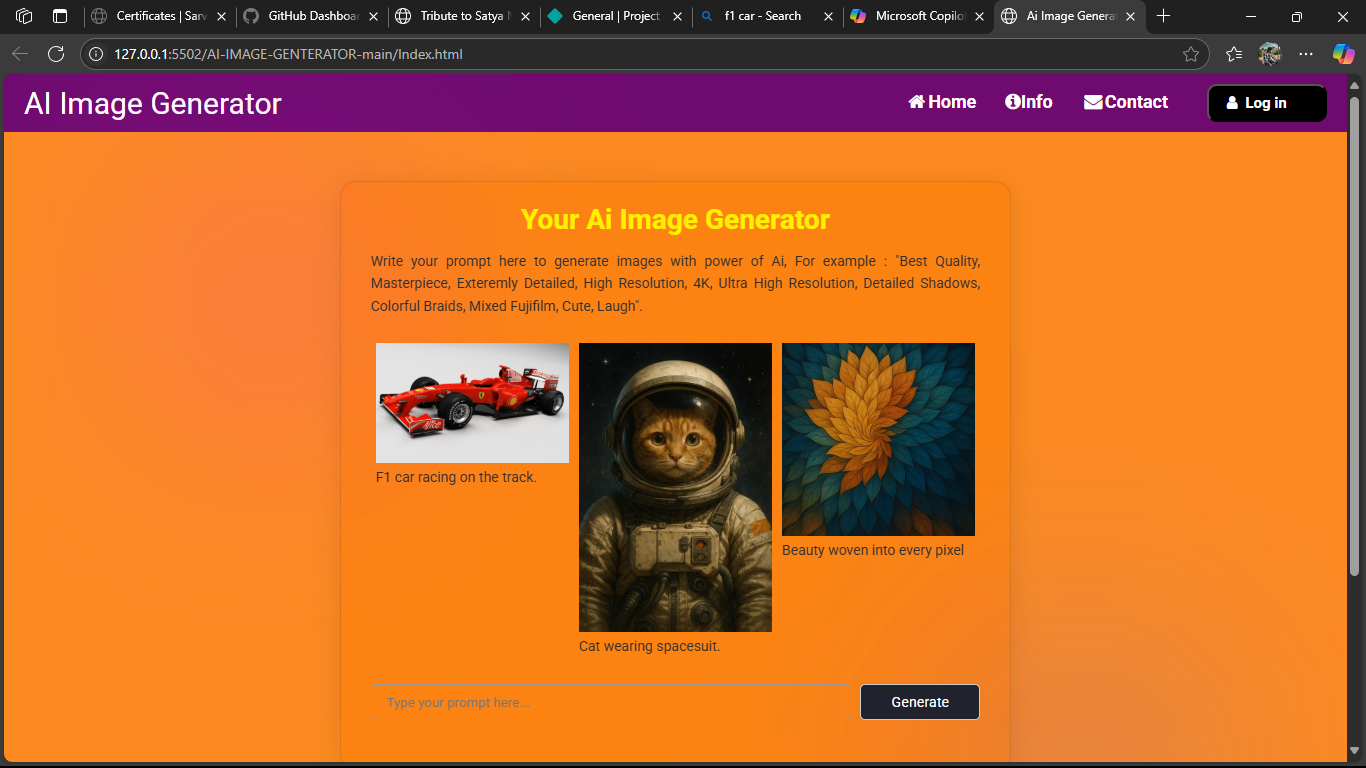 Certificates | Sarv
GitHub Dashboar
Tribute to Satya N
General | Project
f1 car - Search
Microsoft Copilo
Ai Image Genera
127.0.0.1:5502/AI-IMAGE-GENTERATOR-main/Index.html
AI Image Generator
Home
Info
Contact
Log in
Your Ai Image Generator
Write your prompt here to generate images with power of Ai, For example : "Best Quality,
Masterpiece, Exteremly Detailed, High Resolution, 4K, Ultra High Resolution, Detailed Shadows,
Colorful Braids, Mixed Fujifilm, Cute, Laugh".
F1 car racing on the track.
Beauty woven into every pixel
Cat wearing spacesuit.
Type your prompt here...
Generate